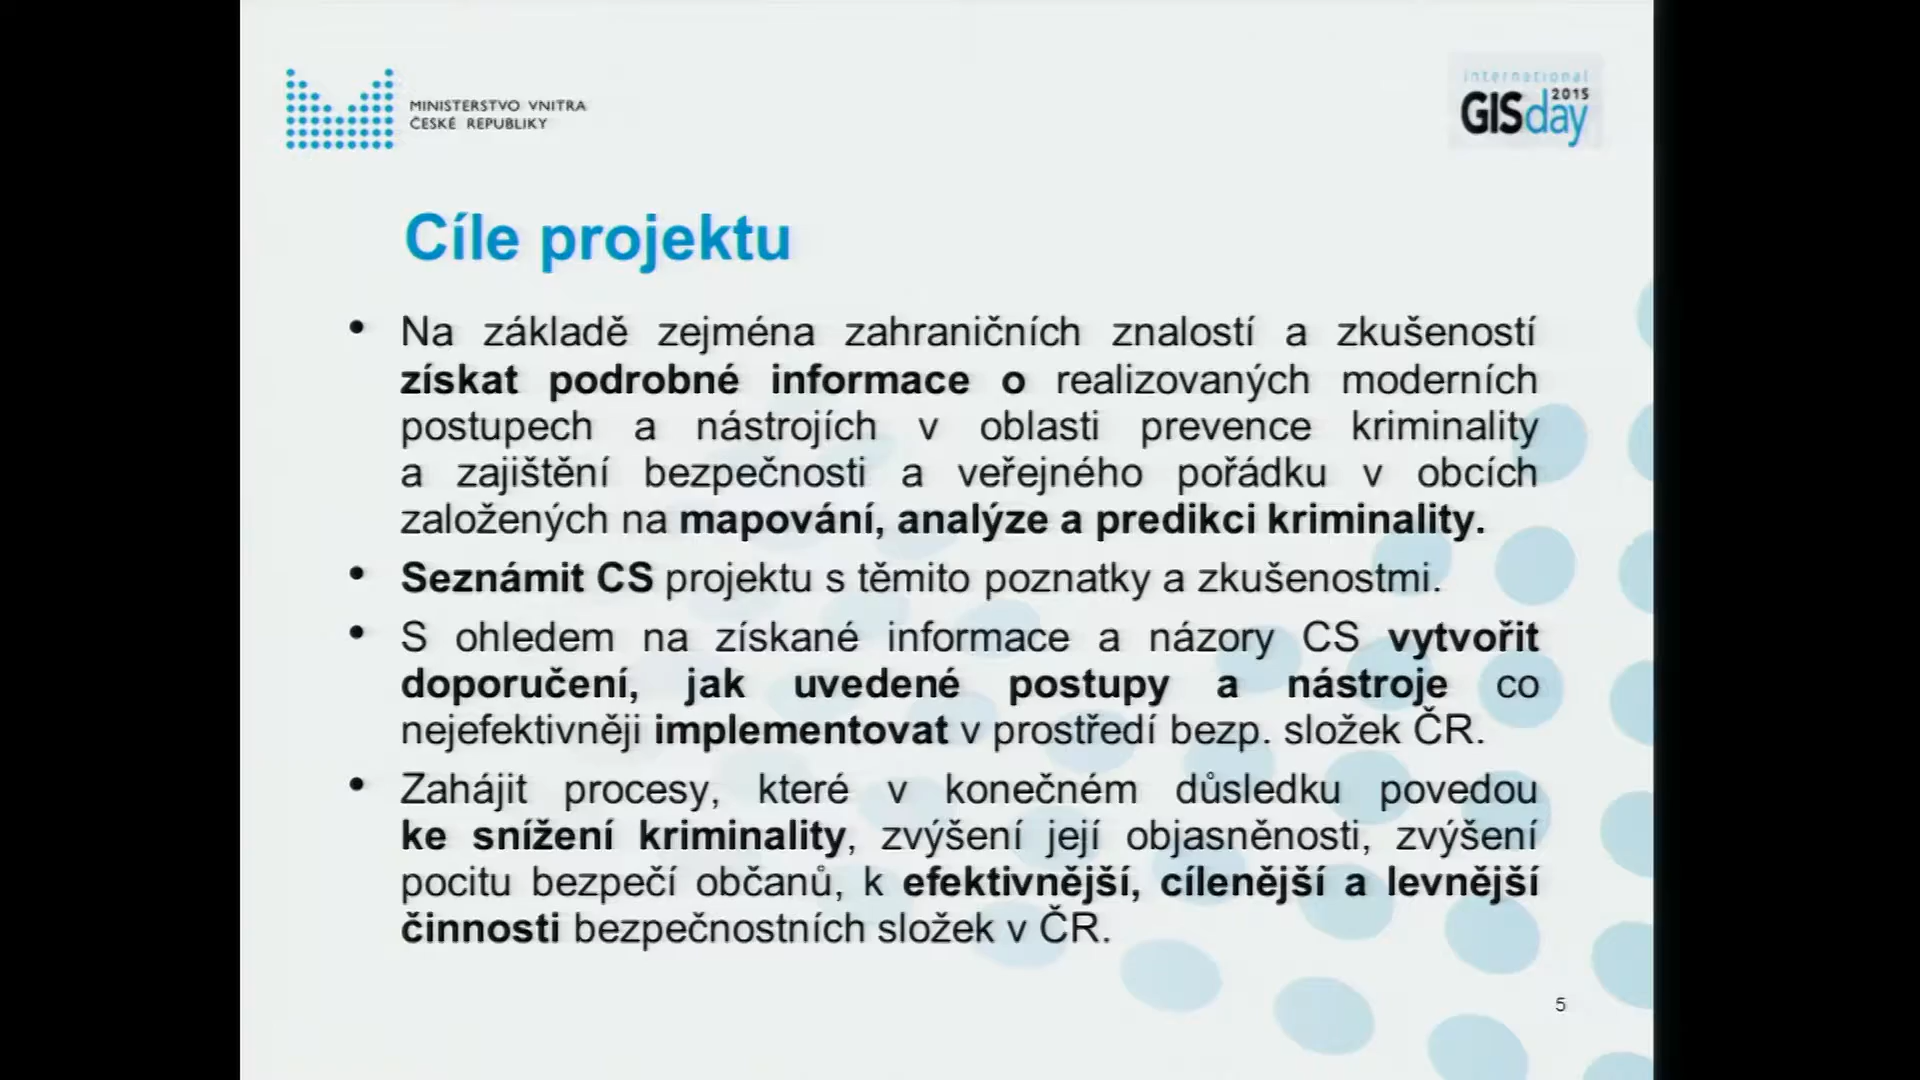 MINISTERSTVO VNITRA
ČESKÉ REPUBLIKY
international
2015
GISday
Cíle projektu
• Na základě zejména zahraničních znalostí a zkušeností
získat podrobné informace o realizovaných moderních
postupech a nástrojích v oblasti prevence kriminality
a zajištění bezpečnosti a veřejného pořádku v obcích
založených na mapování, analýze a predikci kriminality.
• Seznámit CS projektu s těmito poznatky a zkušenostmi.
• S ohledem na získané informace a názory CS vytvořit
doporučení, jak uvedené postupy a nástroje co
nejefektivněji implementovat v prostředí bezp. složek ČR.
• Zahájit procesy, které v konečném důsledku povedou
ke snížení kriminality, zvýšení její objasněnosti, zvýšení
pocitu bezpečí občanů, k efektivnější, cílenější a levnější
činnosti bezpečnostních složek v ČR.
5